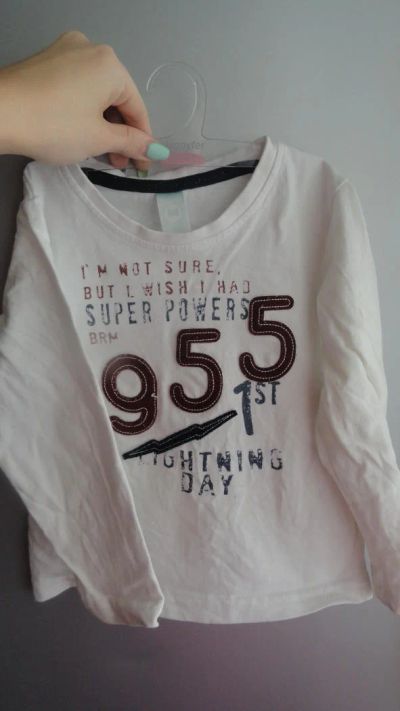 I'M NOT SURE,
BUT I WISH I HAD
SUPER POWERS
BRM
955
1ST
LIGHTNING
DAY